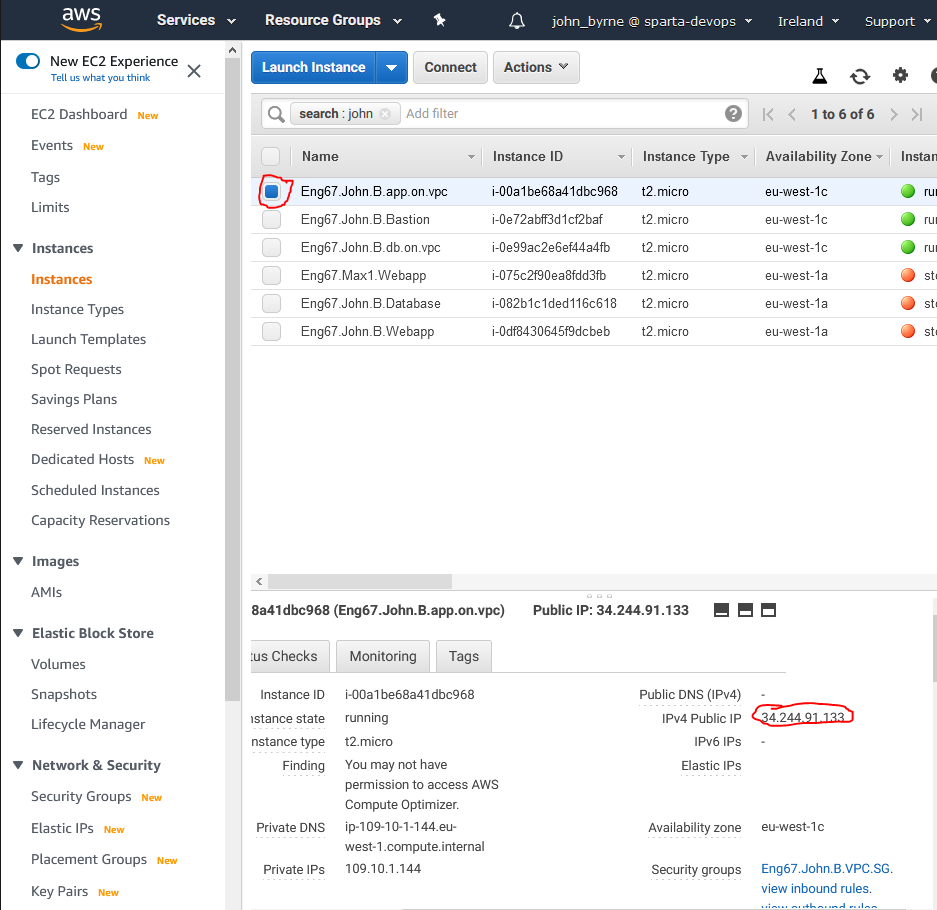 aws Services Resource Groups john_byrne @ sparta-devops Ireland Support
New EC2 Experience
Tell us what you think
EC2 Dashboard New
Events New
Tags
Limits
Instances
Instances
Instance Types
Launch Templates
Spot Requests
Savings Plans
Reserved Instances
Dedicated Hosts New
Scheduled Instances
Capacity Reservations
Images
AMIs
Elastic Block Store
Volumes
Snapshots
Lifecycle Manager
Network & Security
Security Groups New
Elastic IPs New
Placement Groups New
Key Pairs New
Launch Instance Connect Actions
search : john Add filter 1 to 6 of 6
Name Instance ID Instance Type Availability Zone Instan
Eng67.John.B.app.on.vpc i-00a1be68a41dbc968 t2.micro eu-west-1c ru
Eng67.John.B.Bastion i-0e72abff3d1cf2baf t2.micro eu-west-1c ru
Eng67.John.B.db.on.vpc i-0e99ac2e6ef44a4fb t2.micro eu-west-1c ru
Eng67.Max1.Webapp i-075c2f90ea8fdd3fb t2.micro eu-west-1a sto
Eng67.John.B.Database i-082b1c1ded116c618 t2.micro eu-west-1a sto
Eng67.John.B.Webapp i-0df8430645f9dcbeb t2.micro eu-west-1a sto
8a41dbc968 (Eng67.John.B.app.on.vpc) Public IP: 34.244.91.133
tus Checks Monitoring Tags
Instance ID i-00a1be68a41dbc968 Public DNS (IPv4) -
nstance state running IPv4 Public IP 34.244.91.133
nstance type t2.micro IPv6 IPs -
Finding You may not have Elastic IPs
permission to access AWS
Compute Optimizer.
Private DNS ip-109-10-1-144.eu- Availability zone eu-west-1c
west-1.compute.internal
Private IPs 109.10.1.144 Security groups Eng67.John.B.VPC.SG.
view inbound rules.
view outbound rules